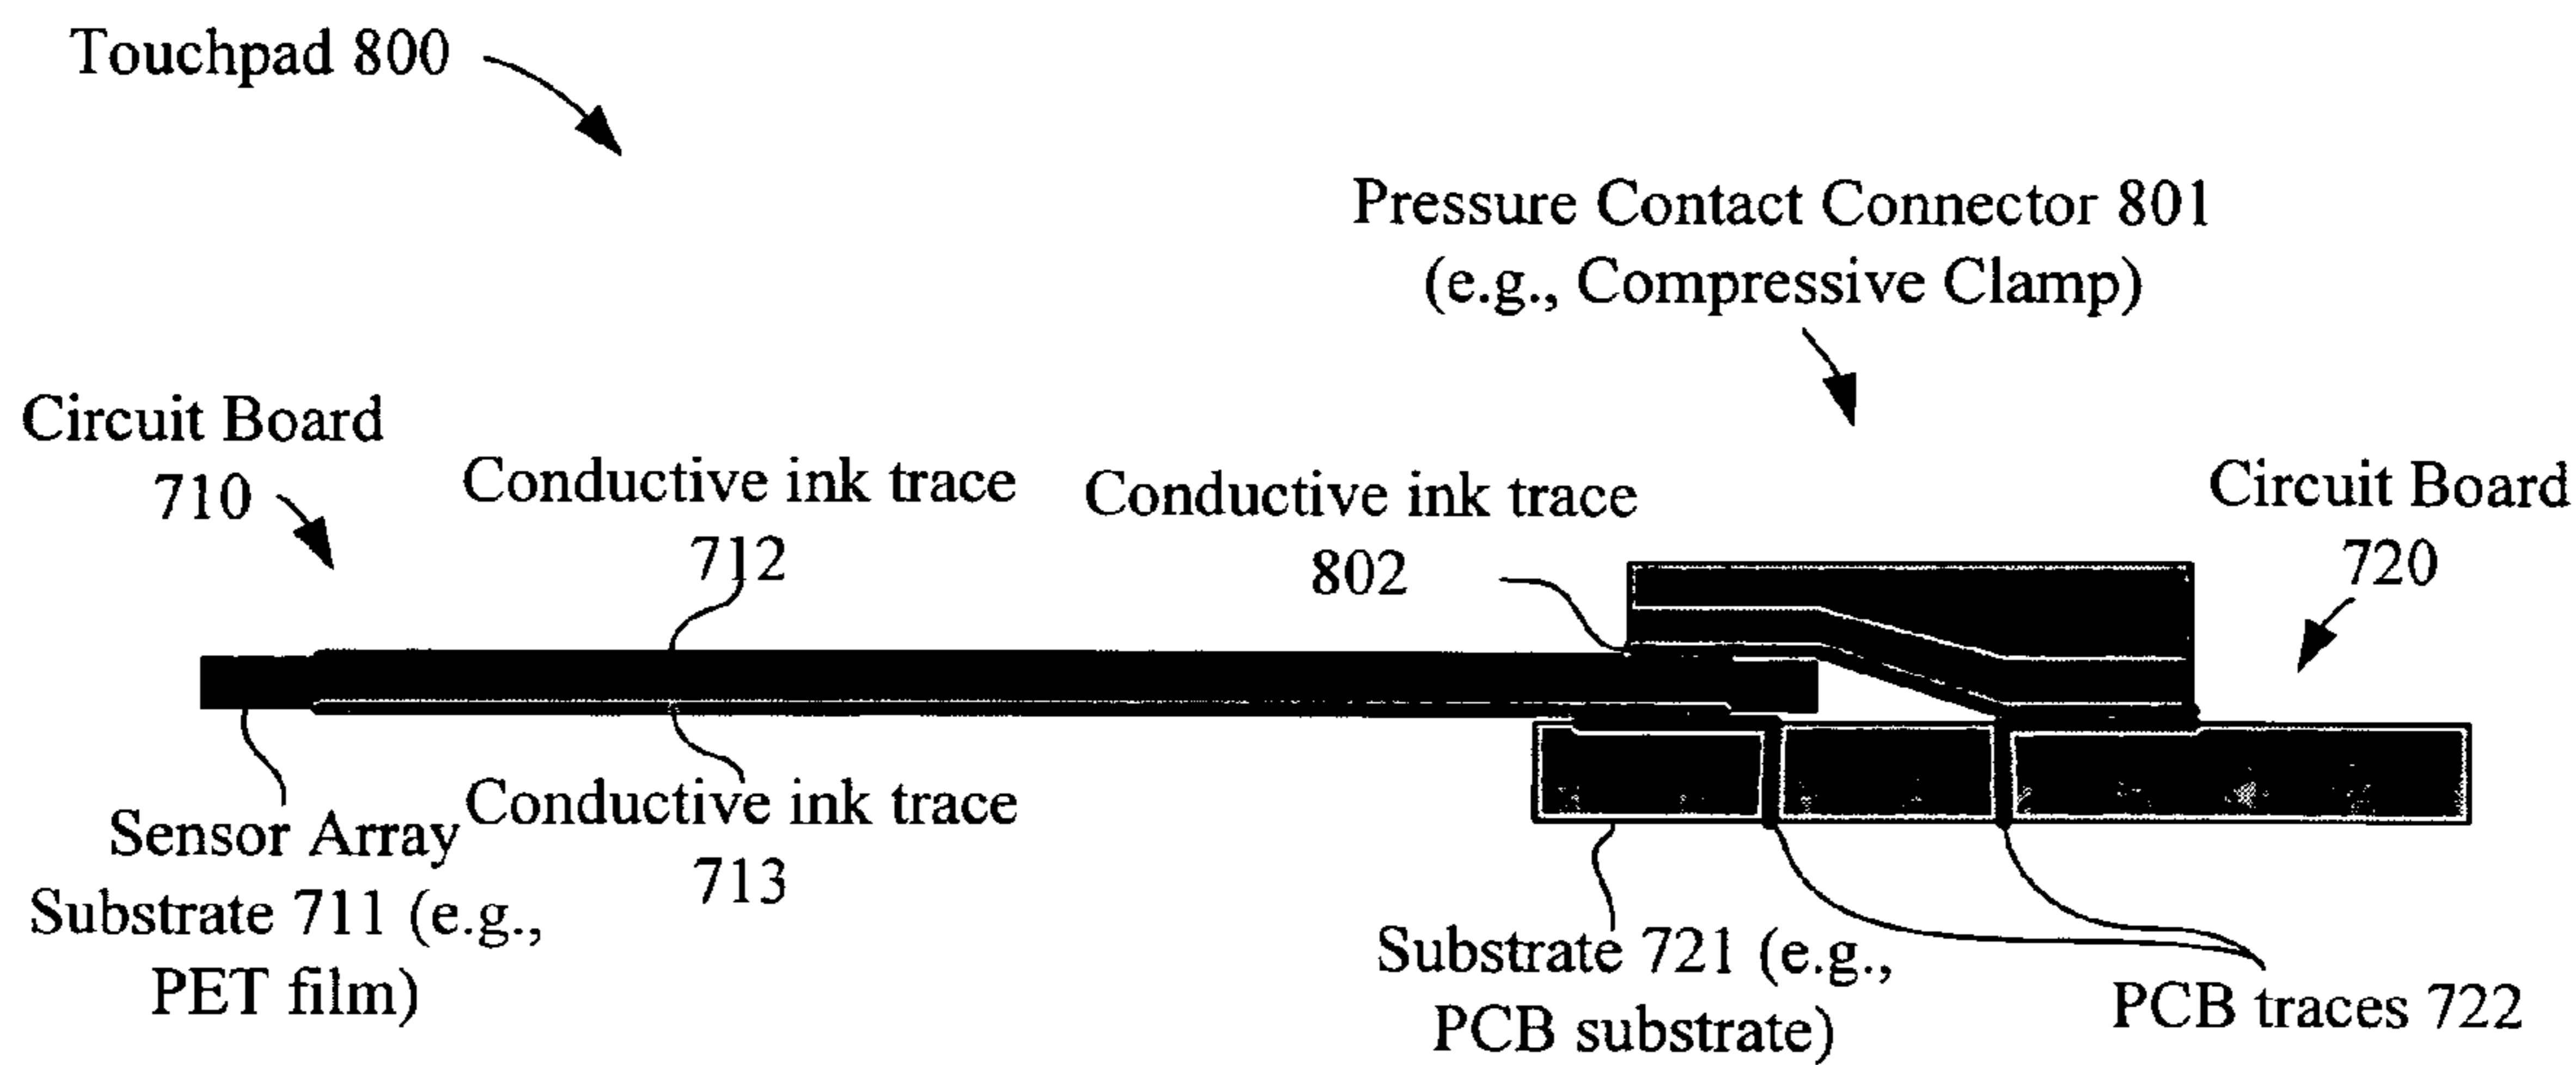 Touchpad 800
Pressure Contact Connector 801
(e.g., Compressive Clamp)
Circuit Board
710
Conductive ink trace
712
Conductive ink trace
802
Circuit Board
720
Sensor Array
Substrate 711 (e.g.,
PET film)
Conductive ink trace
713
Substrate 721 (e.g.,
PCB substrate)
PCB traces 722